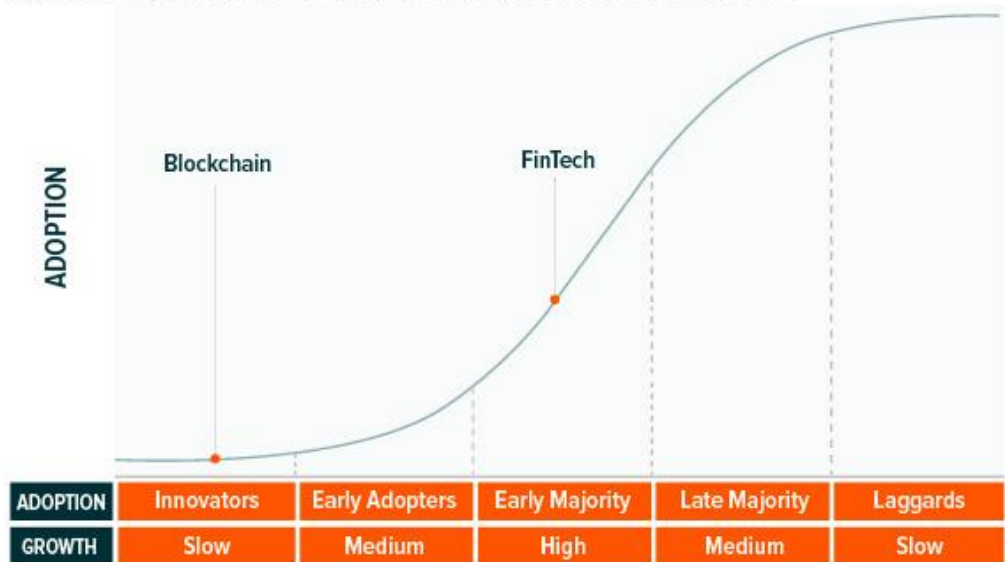 Blockchain
FinTech
ADOPTION
ADOPTION Innovators Early Adopters Early Majority Late Majority Laggards
GROWTH Slow Medium High Medium Slow